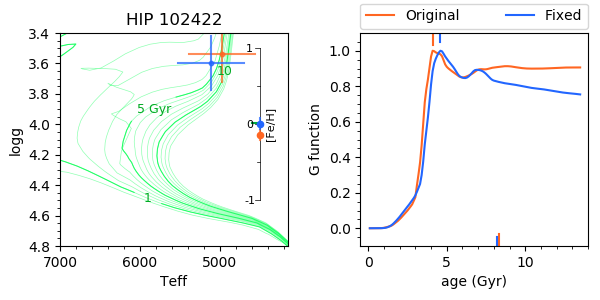 HIP 102422
Original Fixed
3.4
3.6
3.8
4.0
4.2
4.4
4.6
4.8
logg
7000 6000 5000
Teff
1
5 Gyr
10
1
0
-1
[Fe/H]
1.0
0.8
0.6
0.4
0.2
0.0
G function
0 5 10
age (Gyr)